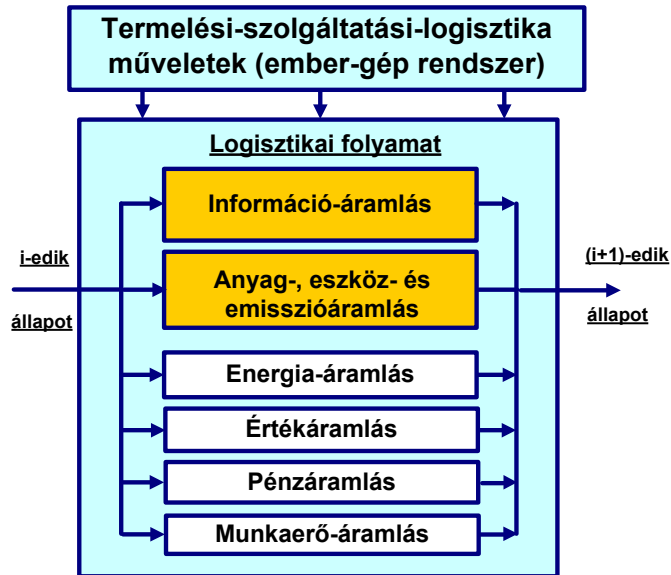 Termelési-szolgáltatási-logisztika
műveletek (ember-gép rendszer)
Logisztikai folyamat
Információ-áramlás
i-edik
állapot
Anyag-, eszköz- és
emisszióáramlás
(i+1)-edik
állapot
Energia-áramlás
Értékáramlás
Pénzáramlás
Munkaerő-áramlás